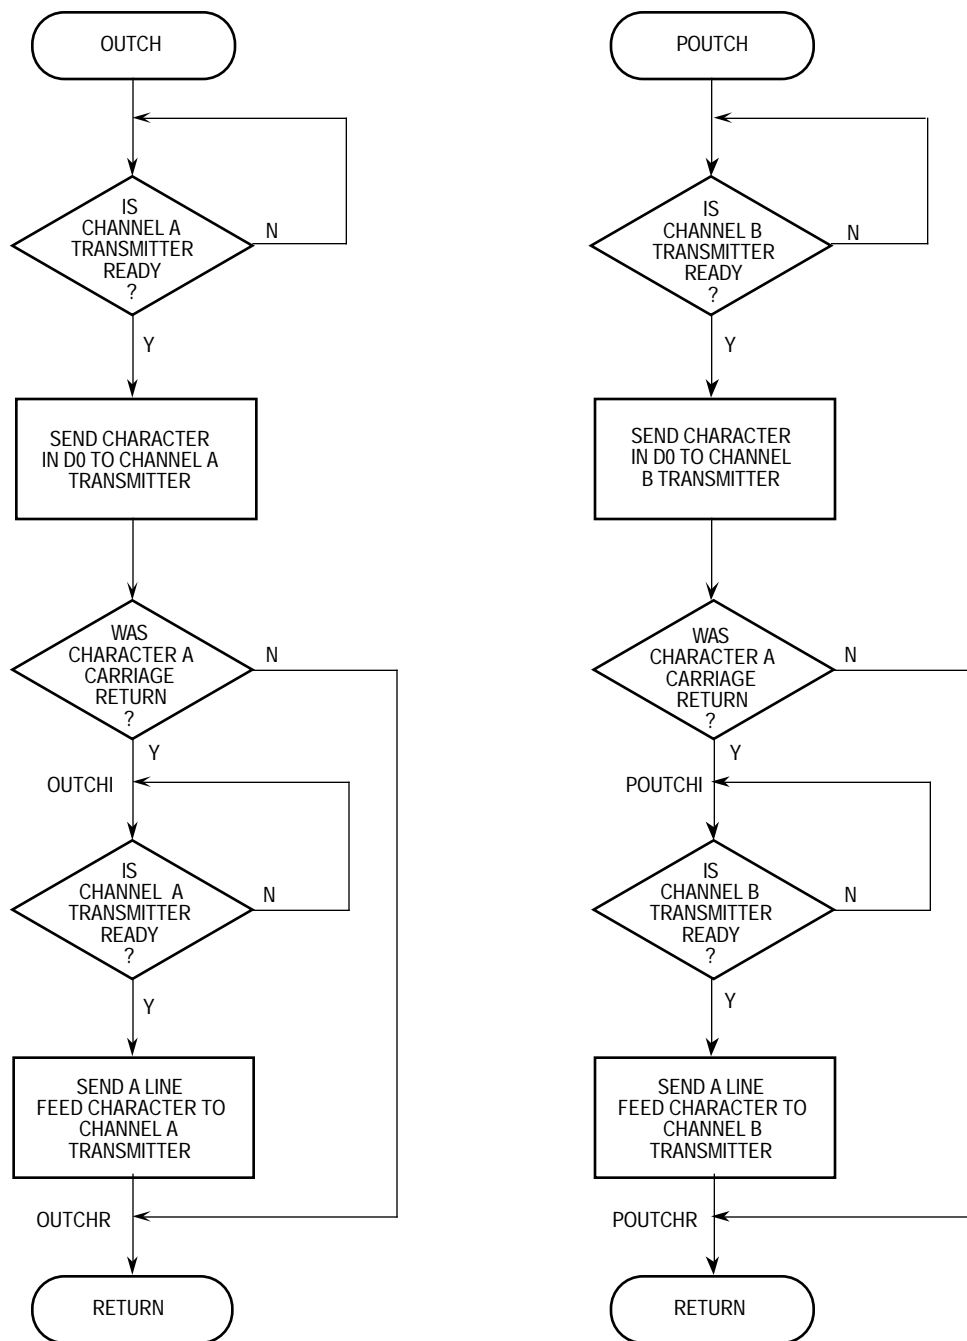 OUTCH
IS
CHANNEL A
TRANSMITTER
READY
?
N
Y
SEND CHARACTER
IN D0 TO CHANNEL A
TRANSMITTER
WAS
CHARACTER A
CARRIAGE
RETURN
?
N
Y
OUTCHI
IS
CHANNEL A
TRANSMITTER
READY
?
N
Y
SEND A LINE
FEED CHARACTER TO
CHANNEL A
TRANSMITTER
OUTCHR
RETURN
POUTCH
IS
CHANNEL B
TRANSMITTER
READY
?
N
Y
SEND CHARACTER
IN D0 TO CHANNEL
B TRANSMITTER
WAS
CHARACTER A
CARRIAGE
RETURN
?
N
Y
POUTCHI
IS
CHANNEL B
TRANSMITTER
READY
?
N
Y
SEND A LINE
FEED CHARACTER TO
CHANNEL B
TRANSMITTER
POUTCHR
RETURN